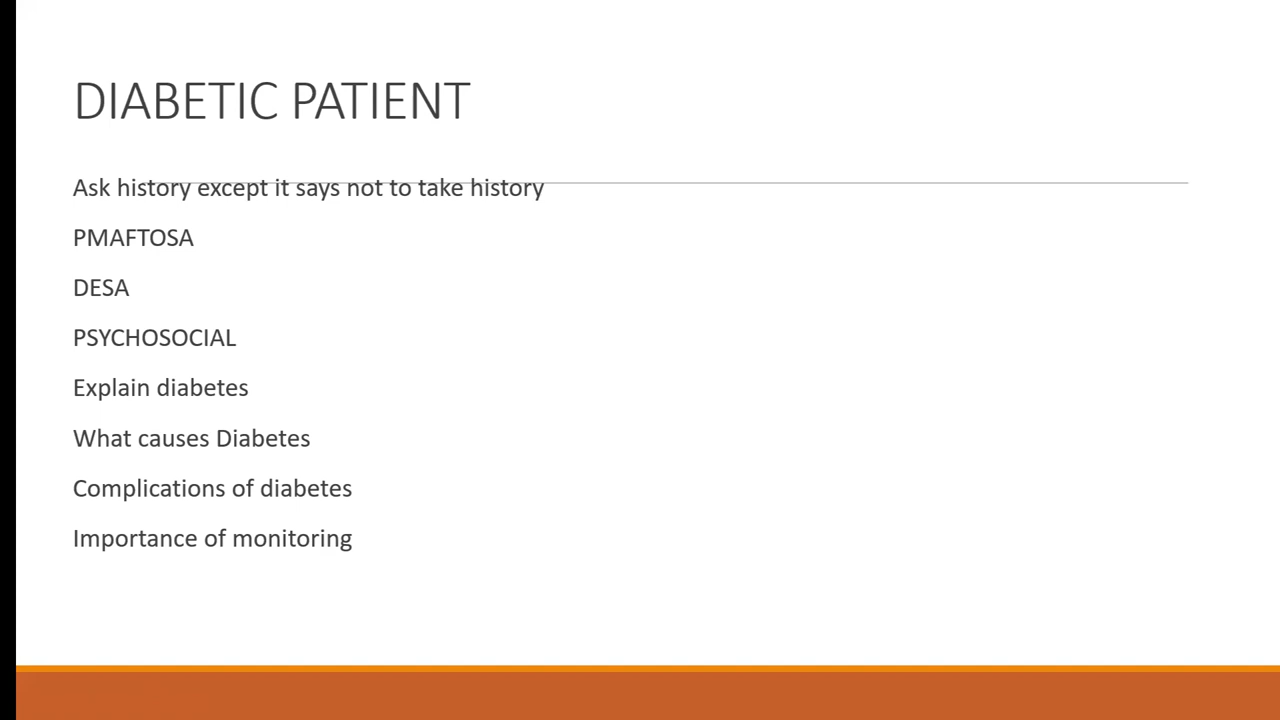 DIABETIC PATIENT
Ask history except it says not to take history
PMAFTOSA
DESA
PSYCHOSOCIAL
Explain diabetes
What causes Diabetes
Complications of diabetes
Importance of monitoring